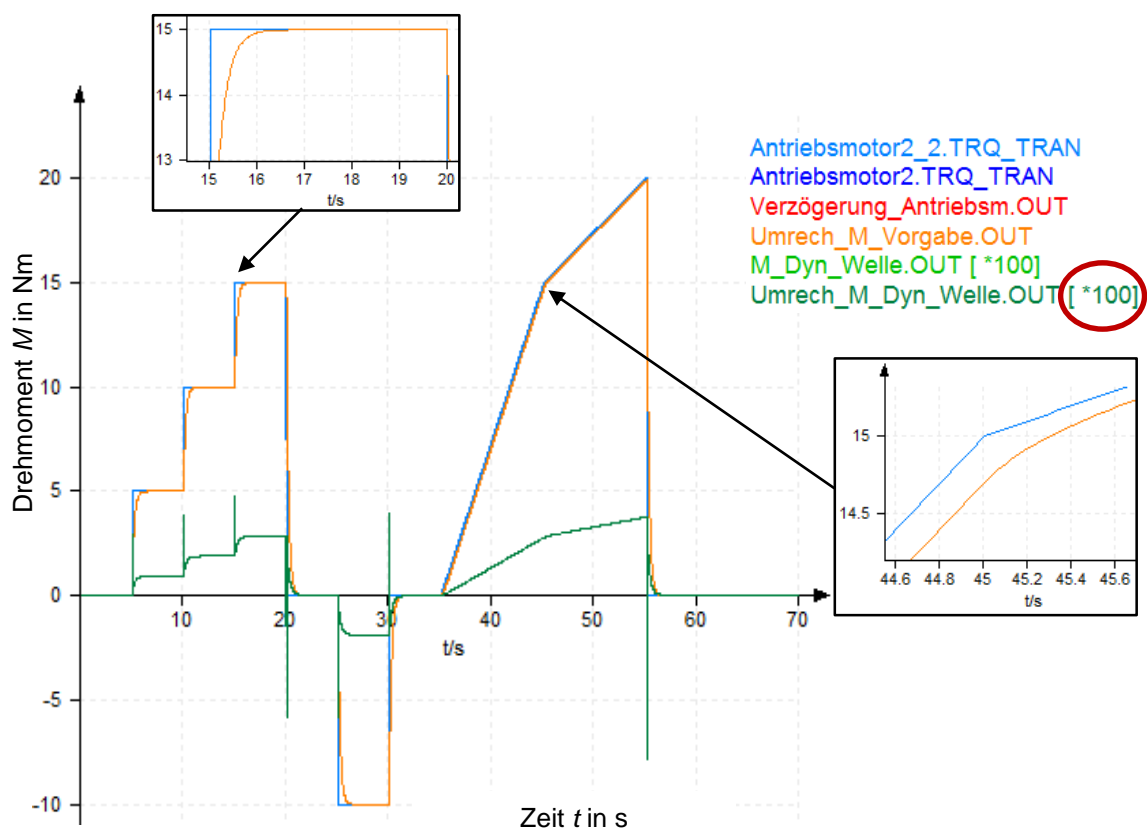 15
14
13
15 16 17 18 19 20
t/s
Drehmoment M in Nm
20
15
10
5
0
-5
-10
10 20 30 40 50 60 70
t/s
Zeit t in s
Antriebsmotor2_2.TRQ_TRAN
Antriebsmotor2.TRQ_TRAN
Verzögerung_Antriebsm.OUT
Umrech_M_Vorgabe.OUT
M_Dyn_Welle.OUT [ *100]
Umrech_M_Dyn_Welle.OUT [ *100]
15
14.5
44.6 44.8 45 45.2 45.4 45.6
t/s